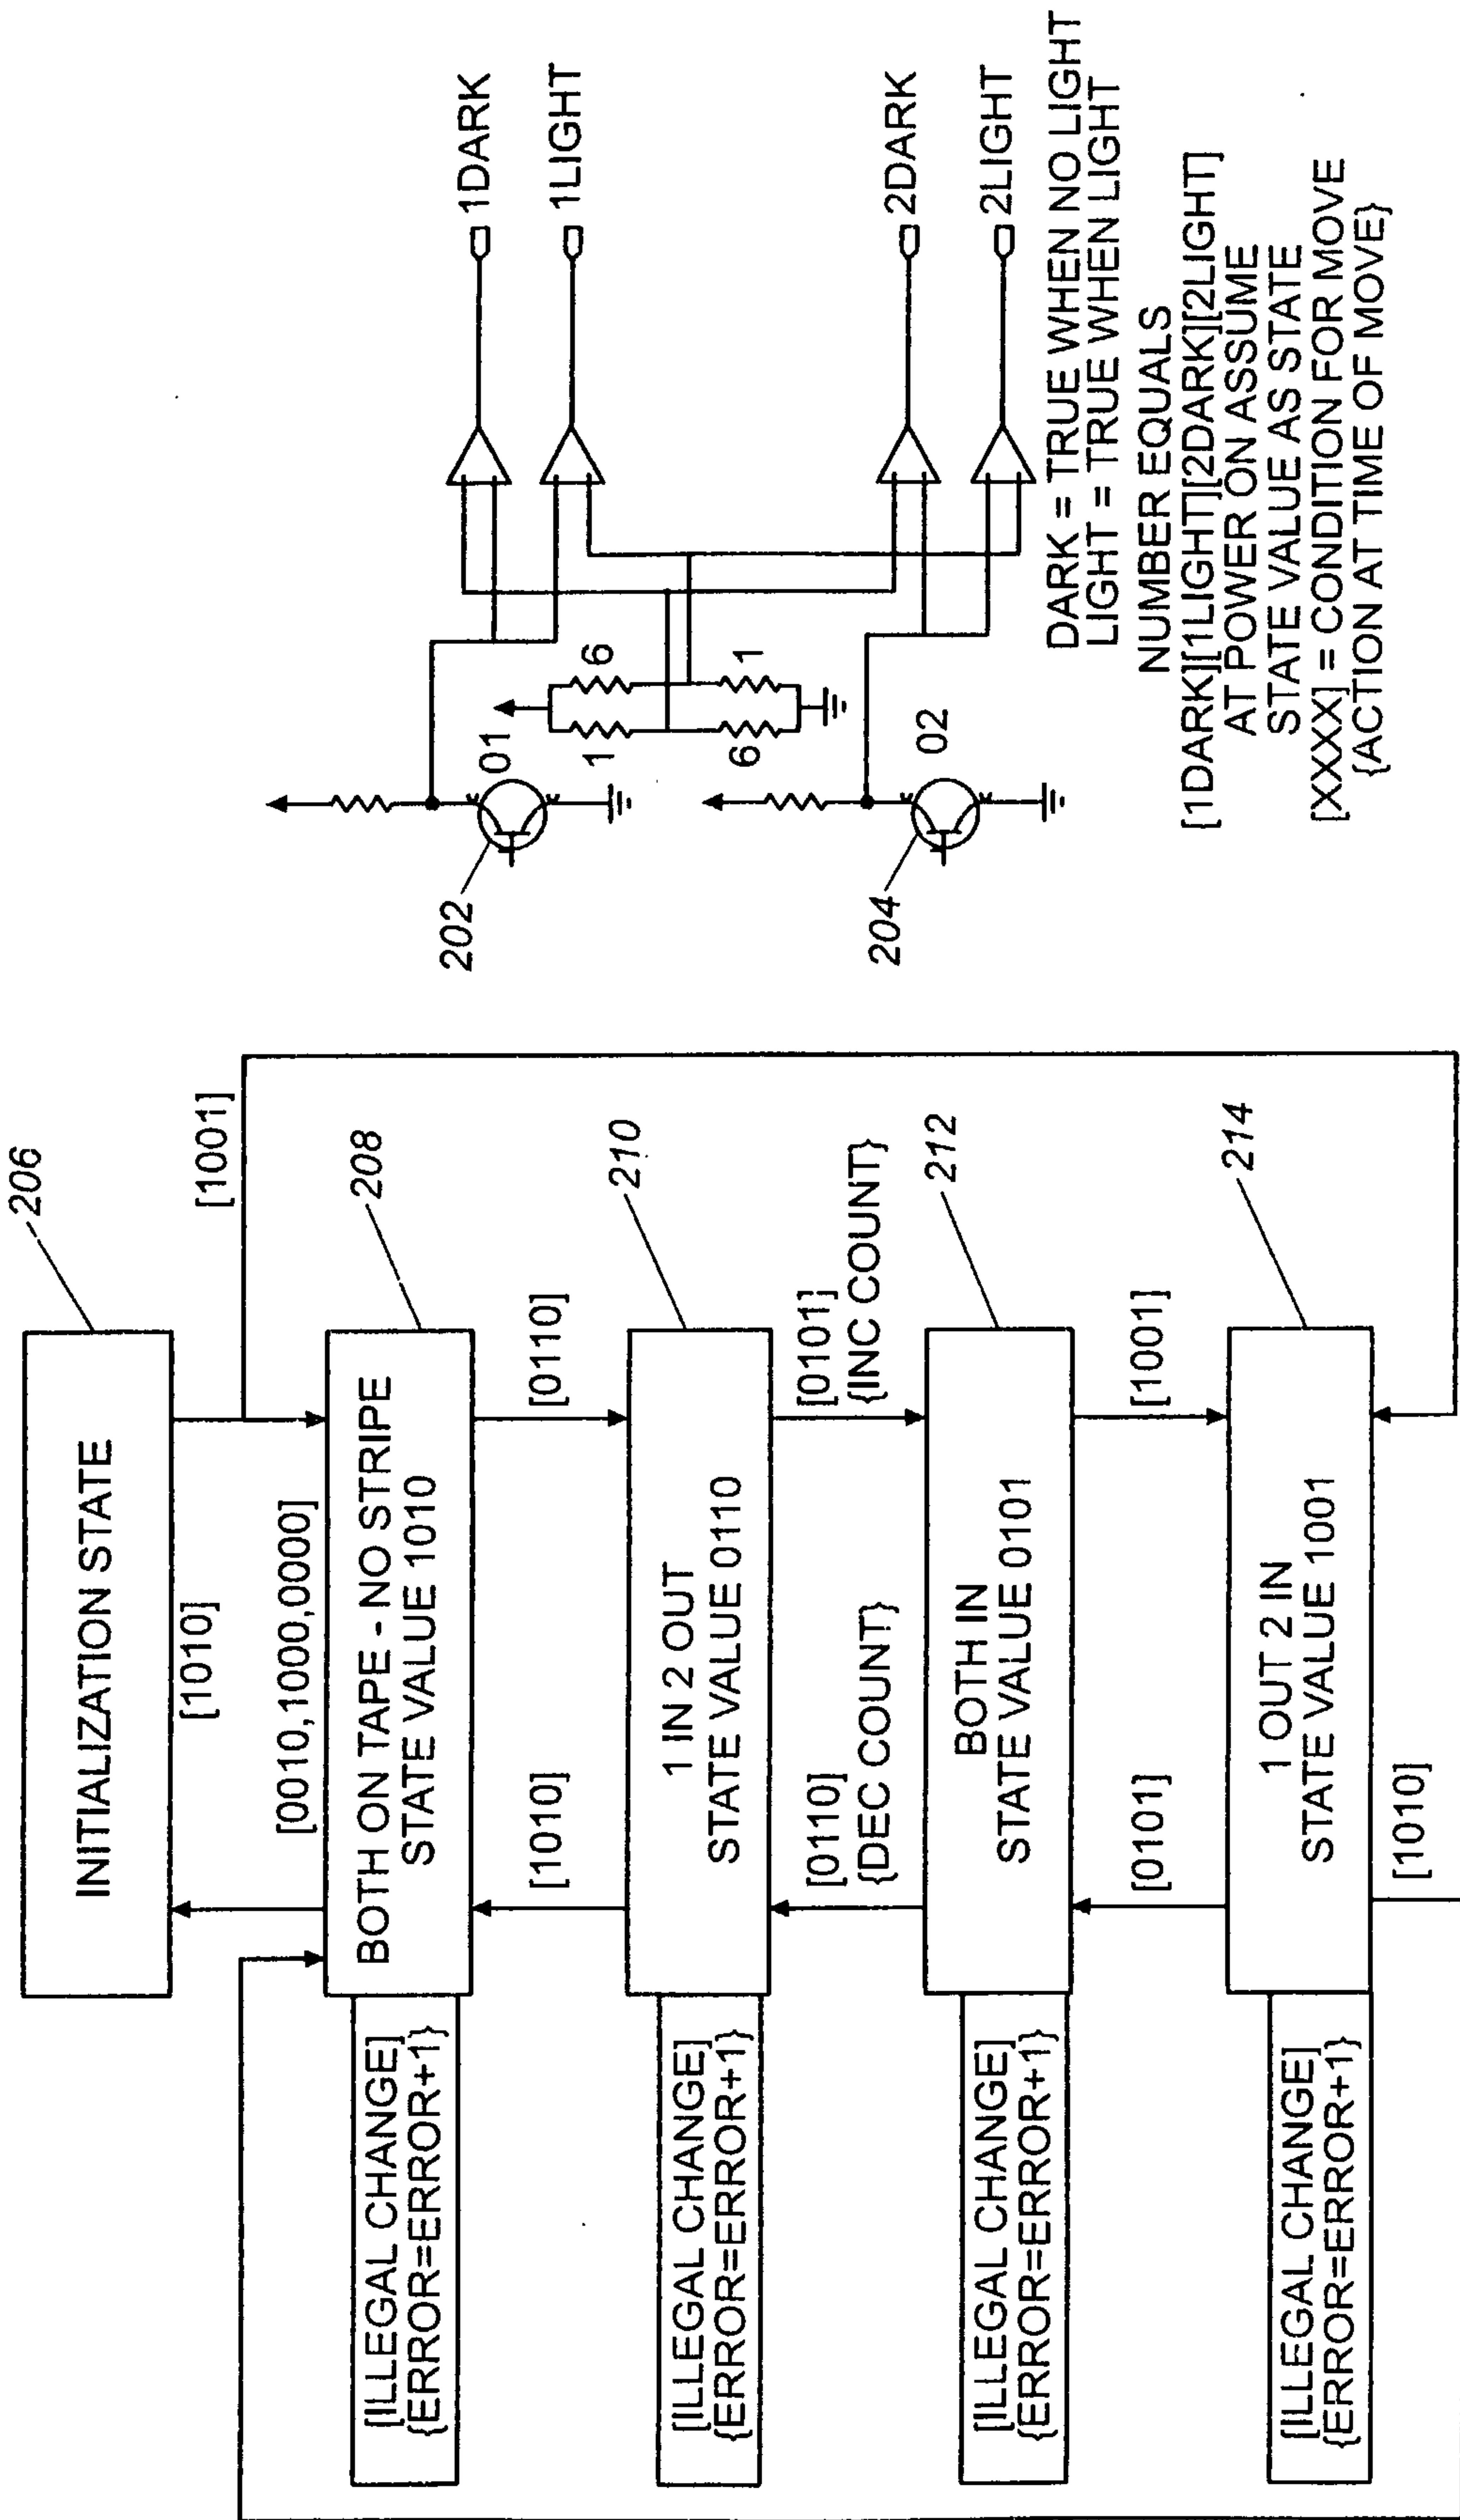 206
INITIALIZATION STATE
[1010]
[1001]
[0010,1000,0000]
208
BOTH ON TAPE - NO STRIPE
STATE VALUE 1010
[ILLEGAL CHANGE]
{ERROR=ERROR+1}
[1010]
[0110]
210
1 IN 2 OUT
STATE VALUE 0110
[ILLEGAL CHANGE]
{ERROR=ERROR+1}
[0110]
{DEC COUNT}
[0101]
{INC COUNT}
212
BOTH IN
STATE VALUE 0101
[ILLEGAL CHANGE]
{ERROR=ERROR+1}
[0101]
[1001]
214
1 OUT 2 IN
STATE VALUE 1001
[ILLEGAL CHANGE]
{ERROR=ERROR+1}
[1010]
202
01
1
6
6
1
204
02
1DARK
1LIGHT
2DARK
2LIGHT
DARK = TRUE WHEN NO LIGHT
LIGHT = TRUE WHEN LIGHT
NUMBER EQUALS
[1DARK][1LIGHT][2DARK][2LIGHT]
AT POWER ON ASSUME
STATE VALUE AS STATE
[XXXX] = CONDITION FOR MOVE
{ACTION AT TIME OF MOVE}